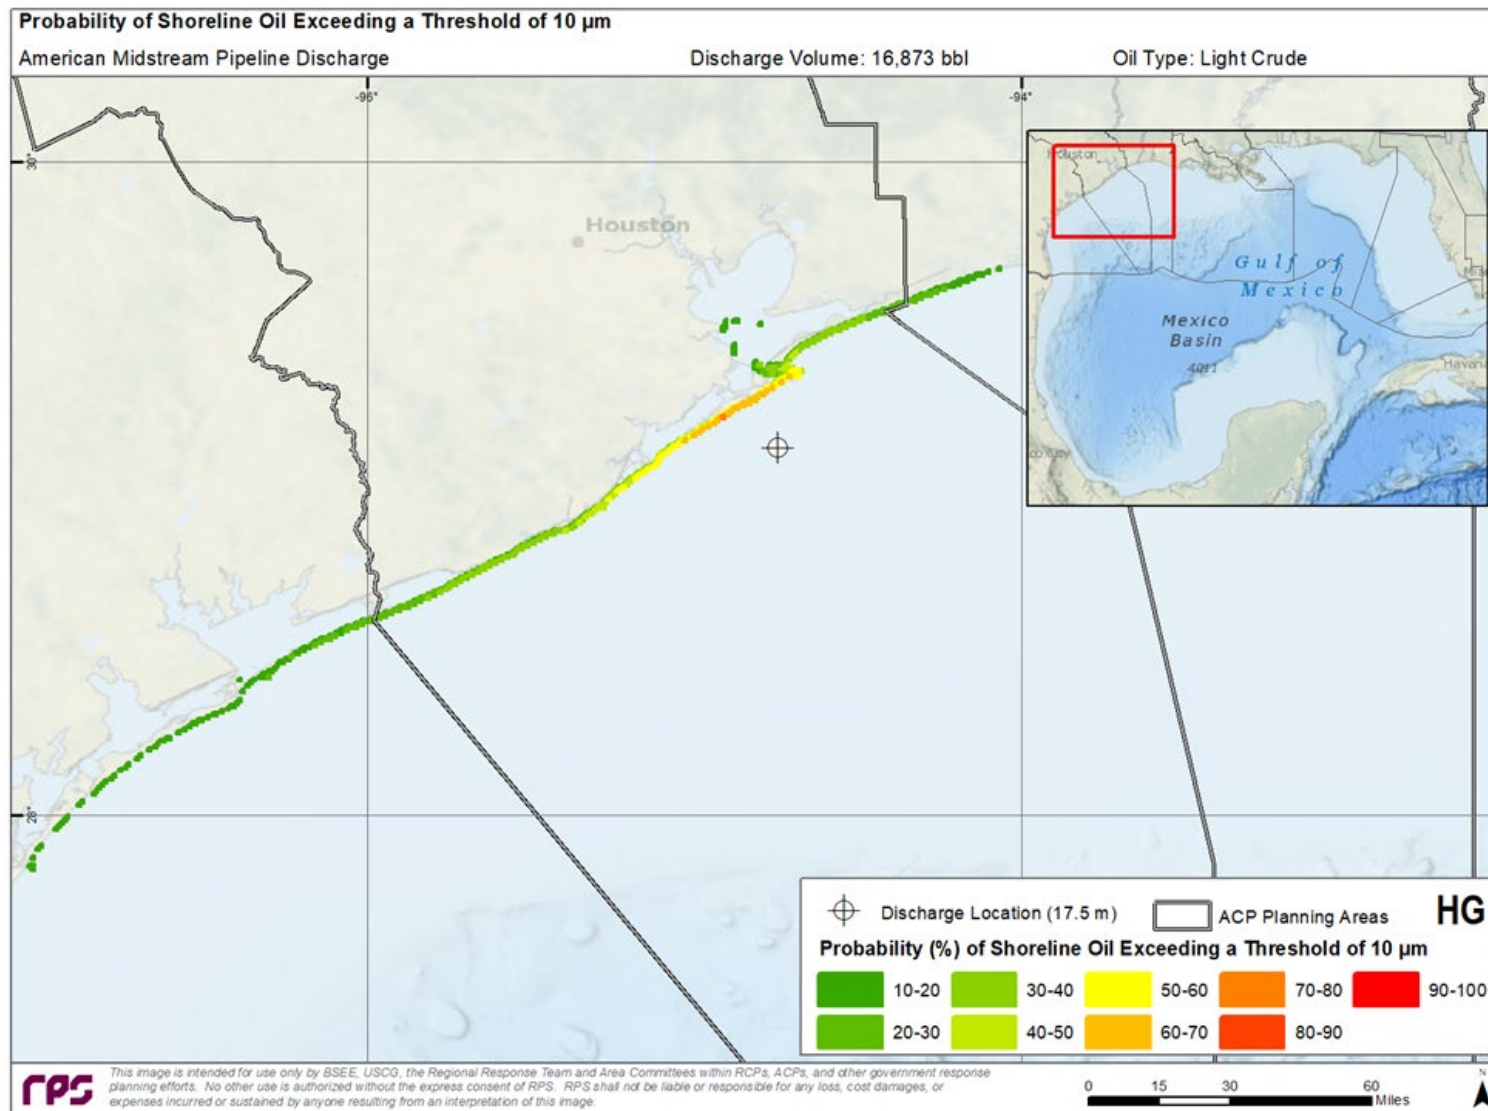 Probability of Shoreline Oil Exceeding a Threshold of 10 µm
American Midstream Pipeline Discharge Discharge Volume: 16,873 bbl Oil Type: Light Crude
-96° -94°
30°
Houston
28°
Houston
Gulf of
Mexico
Mexico
Basin
Havana
Discharge Location (17.5 m) ACP Planning Areas HG
Probability (%) of Shoreline Oil Exceeding a Threshold of 10 µm
10-20 30-40 50-60 70-80 90-100
20-30 40-50 60-70 80-90
rps
This image is intended for use only by BSEE, USCG, the Regional Response Team and Area Committees within RCPs, ACPs, and other government response
planning efforts. No other use is authorized without the express consent of RPS. RPS shall not be liable or responsible for any loss, cost damages, or
expenses incurred or sustained by anyone resulting from an interpretation of this image.
0 15 30 60
Miles
N